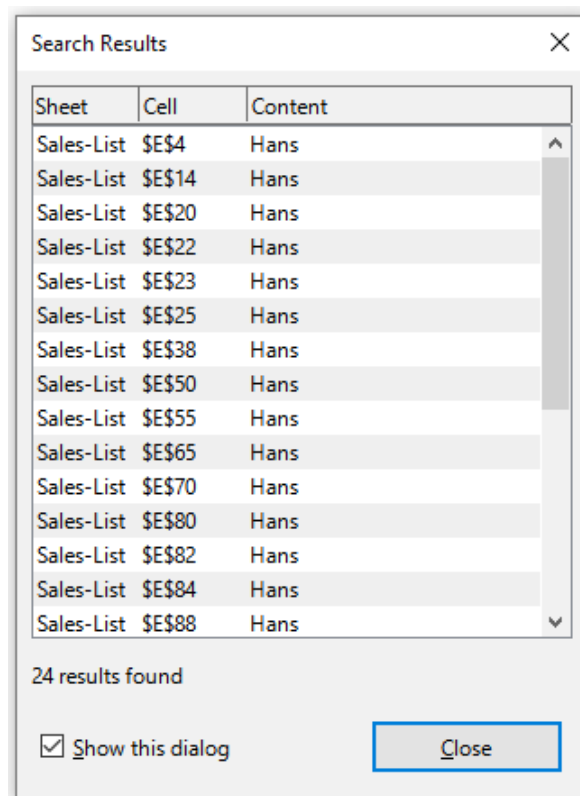 Search Results
Sheet Cell Content
Sales-List $E$4 Hans
Sales-List $E$14 Hans
Sales-List $E$20 Hans
Sales-List $E$22 Hans
Sales-List $E$23 Hans
Sales-List $E$25 Hans
Sales-List $E$38 Hans
Sales-List $E$50 Hans
Sales-List $E$55 Hans
Sales-List $E$65 Hans
Sales-List $E$70 Hans
Sales-List $E$80 Hans
Sales-List $E$82 Hans
Sales-List $E$84 Hans
Sales-List $E$88 Hans
24 results found
Show this dialog Close